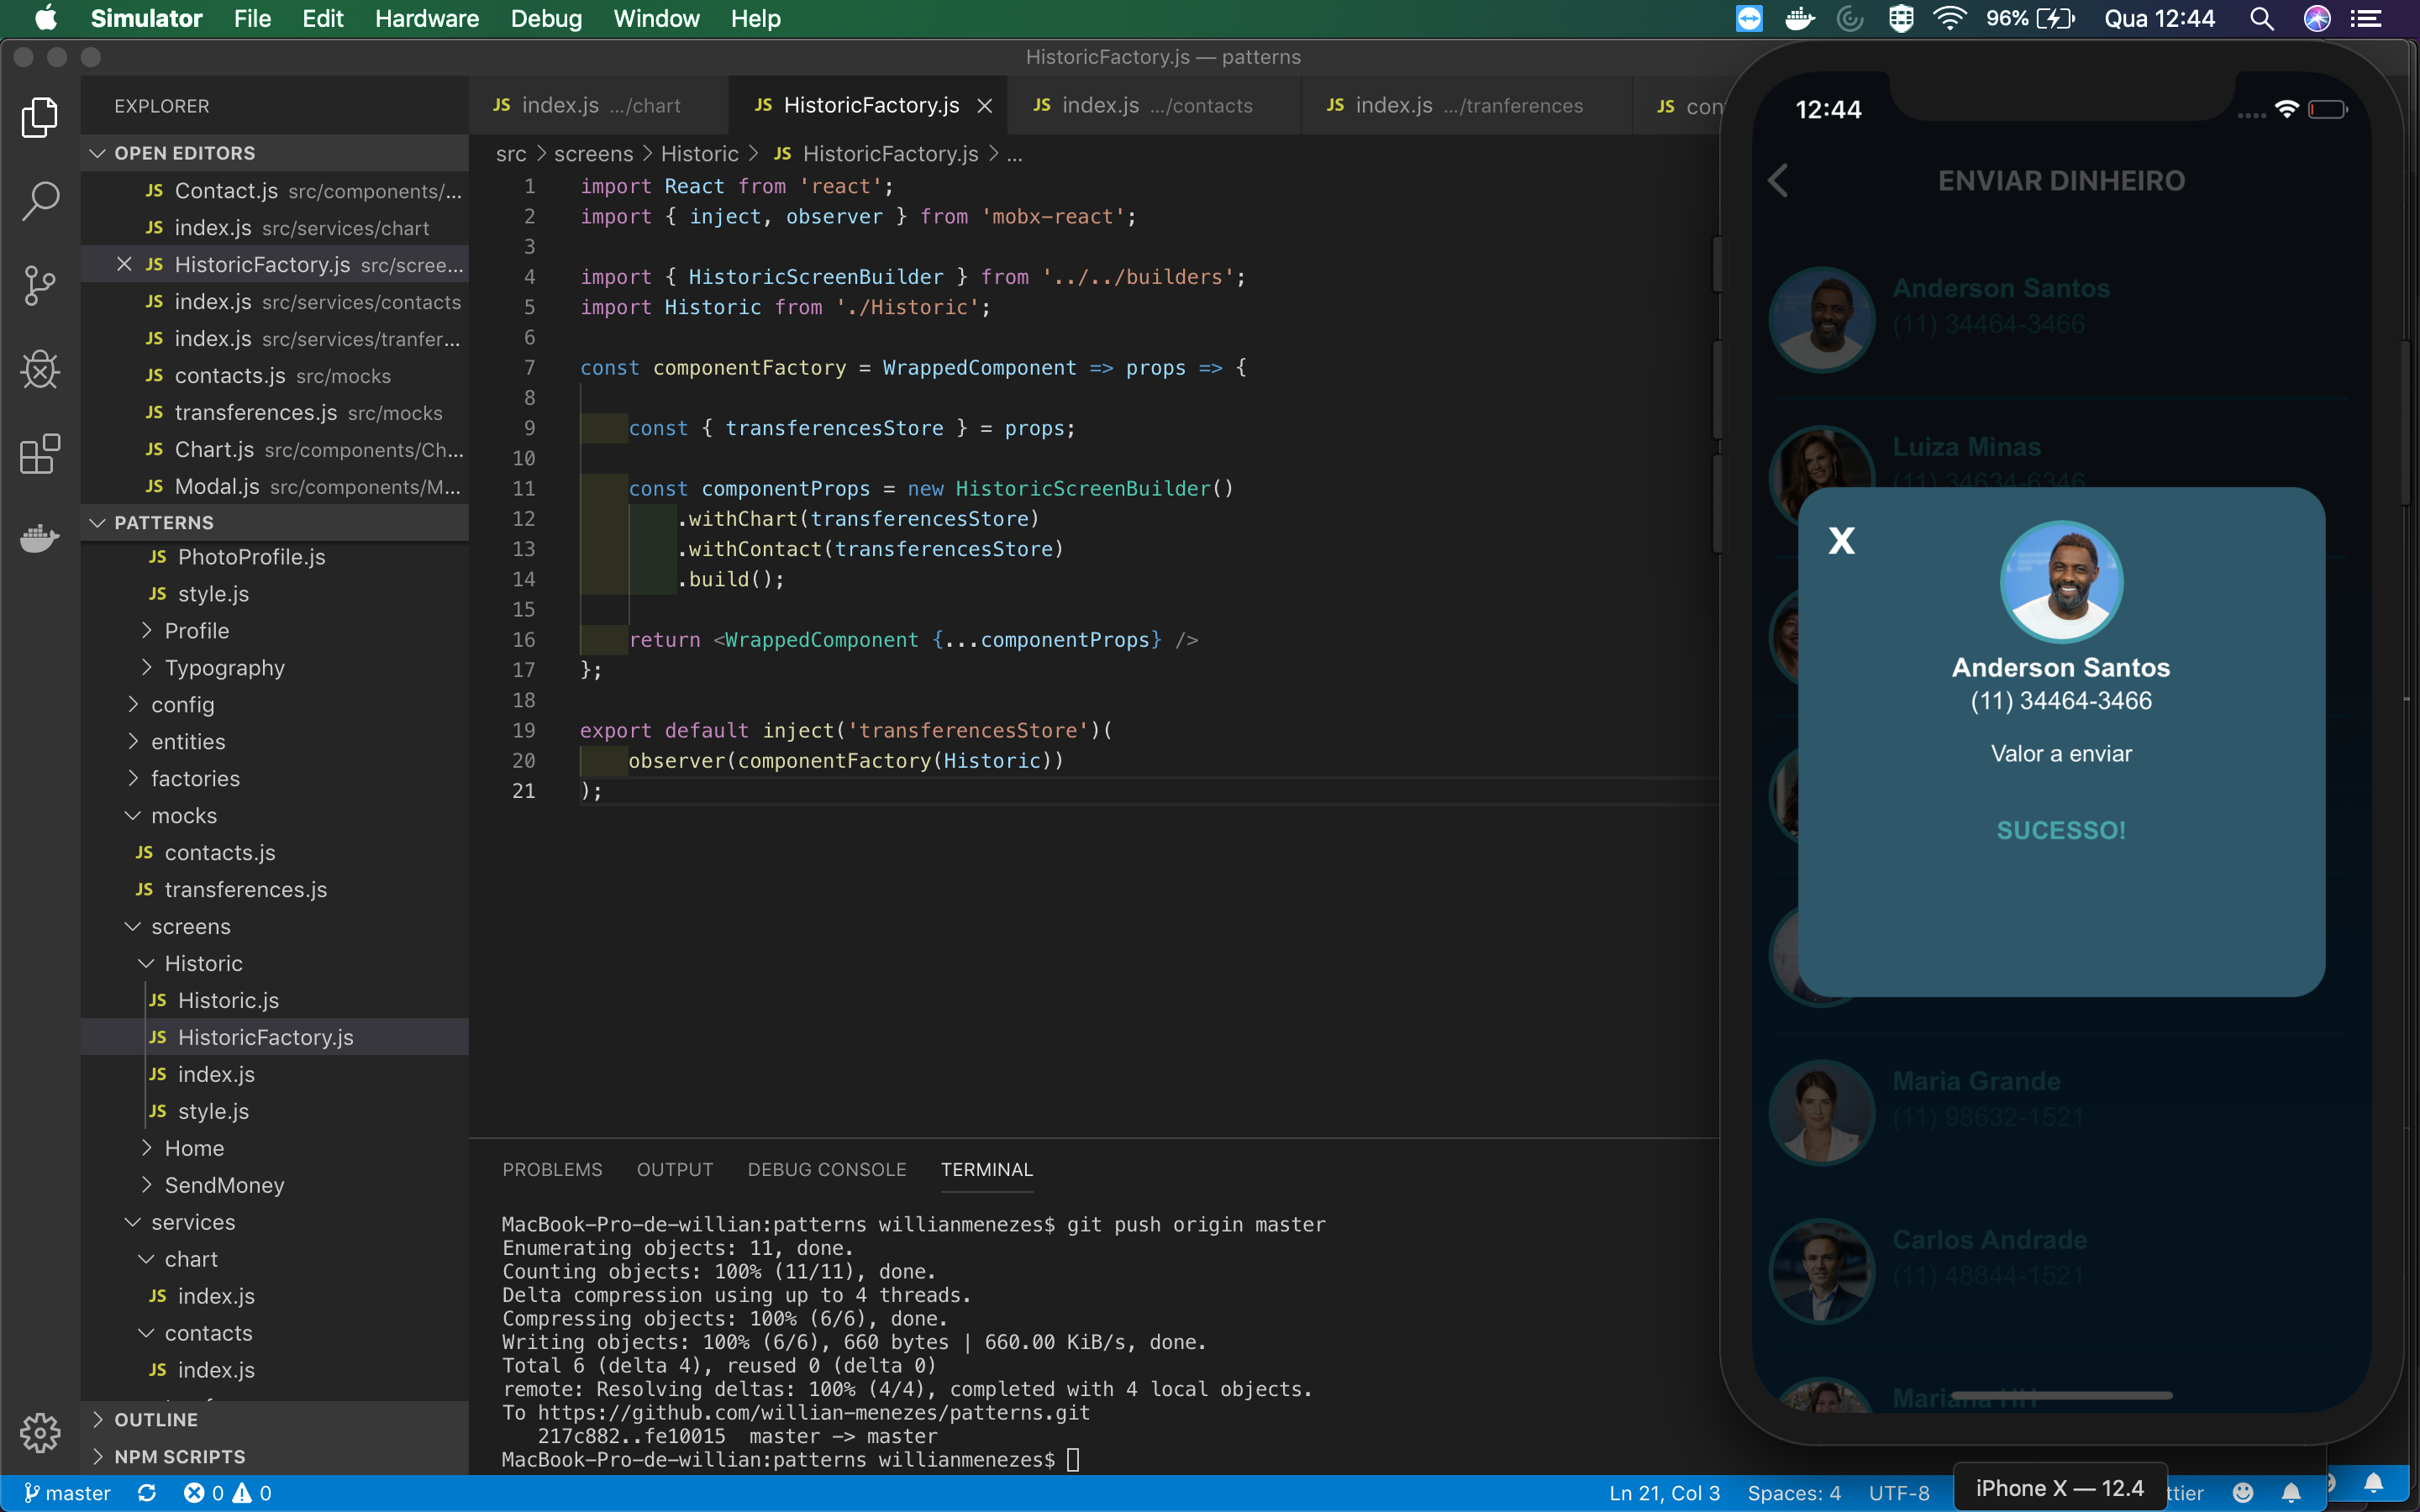 Simulator File Edit Hardware Debug Window Help 96% Qua 12:44
HistoricFactory.js — patterns
EXPLORER
OPEN EDITORS
JS Contact.js src/components/...
JS index.js src/services/chart
JS HistoricFactory.js src/scree...
JS index.js src/services/contacts
JS index.js src/services/tranfer...
JS contacts.js src/mocks
JS transferences.js src/mocks
JS Chart.js src/components/Ch...
JS Modal.js src/components/M...
PATTERNS
JS PhotoProfile.js
JS style.js
Profile
Typography
config
entities
factories
mocks
JS contacts.js
JS transferences.js
screens
Historic
JS Historic.js
JS HistoricFactory.js
JS index.js
JS style.js
Home
SendMoney
services
chart
JS index.js
contacts
JS index.js
OUTLINE
NPM SCRIPTS
JS index.js .../chart JS HistoricFactory.js JS index.js .../contacts JS index.js .../tranferences JS con
src > screens > Historic > JS HistoricFactory.js > ...
1 import React from 'react';
2 import { inject, observer } from 'mobx-react';
3
4 import { HistoricScreenBuilder } from '../../builders';
5 import Historic from './Historic';
6
7 const componentFactory = WrappedComponent => props => {
8
9 const { transferencesStore } = props;
10
11 const componentProps = new HistoricScreenBuilder()
12 .withChart(transferencesStore)
13 .withContact(transferencesStore)
14 .build();
15
16 return <WrappedComponent {...componentProps} />
17 };
18
19 export default inject('transferencesStore')(
20 observer(componentFactory(Historic))
21 );
PROBLEMS OUTPUT DEBUG CONSOLE TERMINAL
MacBook-Pro-de-willian:patterns willianmenezes$ git push origin master
Enumerating objects: 11, done.
Counting objects: 100% (11/11), done.
Delta compression using up to 4 threads.
Compressing objects: 100% (6/6), done.
Writing objects: 100% (6/6), 660 bytes | 660.00 KiB/s, done.
Total 6 (delta 4), reused 0 (delta 0)
remote: Resolving deltas: 100% (4/4), completed with 4 local objects.
To https://github.com/willian-menezes/patterns.git
217c882..fe10015 master -> master
MacBook-Pro-de-willian:patterns willianmenezes$
12:44
ENVIAR DINHEIRO
Anderson Santos
(11) 34464-3466
Luiza Minas
(11) 34634-6346
X
Anderson Santos
(11) 34464-3466
Valor a enviar
SUCESSO!
Maria Grande
(11) 98632-1521
Carlos Andrade
(11) 48844-1521
Mariana HH
master 0 0 Ln 21, Col 3 Spaces: 4 UTF-8 ttier
iPhone X — 12.4